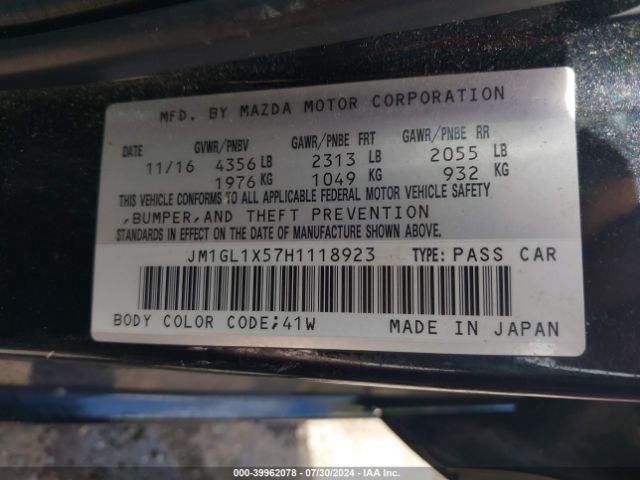 MFD. BY MAZDA MOTOR CORPORATION
DATE GVWR/PNBV GAWR/PNBE FRT GAWR/PNBE RR
11/16 4356 LB 2313 LB 2055 LB
1976 KG 1049 KG 932 KG
THIS VEHICLE CONFORMS TO ALL APPLICABLE FEDERAL MOTOR VEHICLE SAFETY
,BUMPER,AND THEFT PREVENTION
STANDARDS IN EFFECT ON THE DATE OF MANUFACTURE SHOWN ABOVE.
JM1GL1X57H1118923 TYPE: PASS CAR
BODY COLOR CODE;41W MADE IN JAPAN
000-39962078 - 07/30/2024 - IAA Inc.